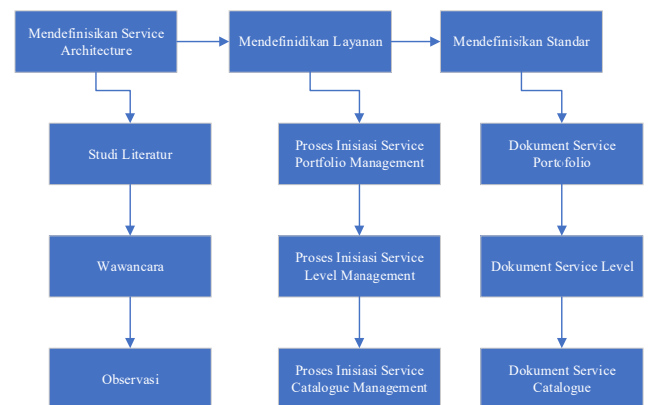 Mendefinisikan Service
Architecture
Mendefinidikan Layanan
Mendefinisikan Standar
Studi Literatur
Proses Inisiasi Service
Portfolio Management
Dokument Service
Portofolio
Wawancara
Proses Inisiasi Service
Level Management
Dokument Service Level
Observasi
Proses Inisiasi Service
Catalogue Management
Dokument Service
Catalogue